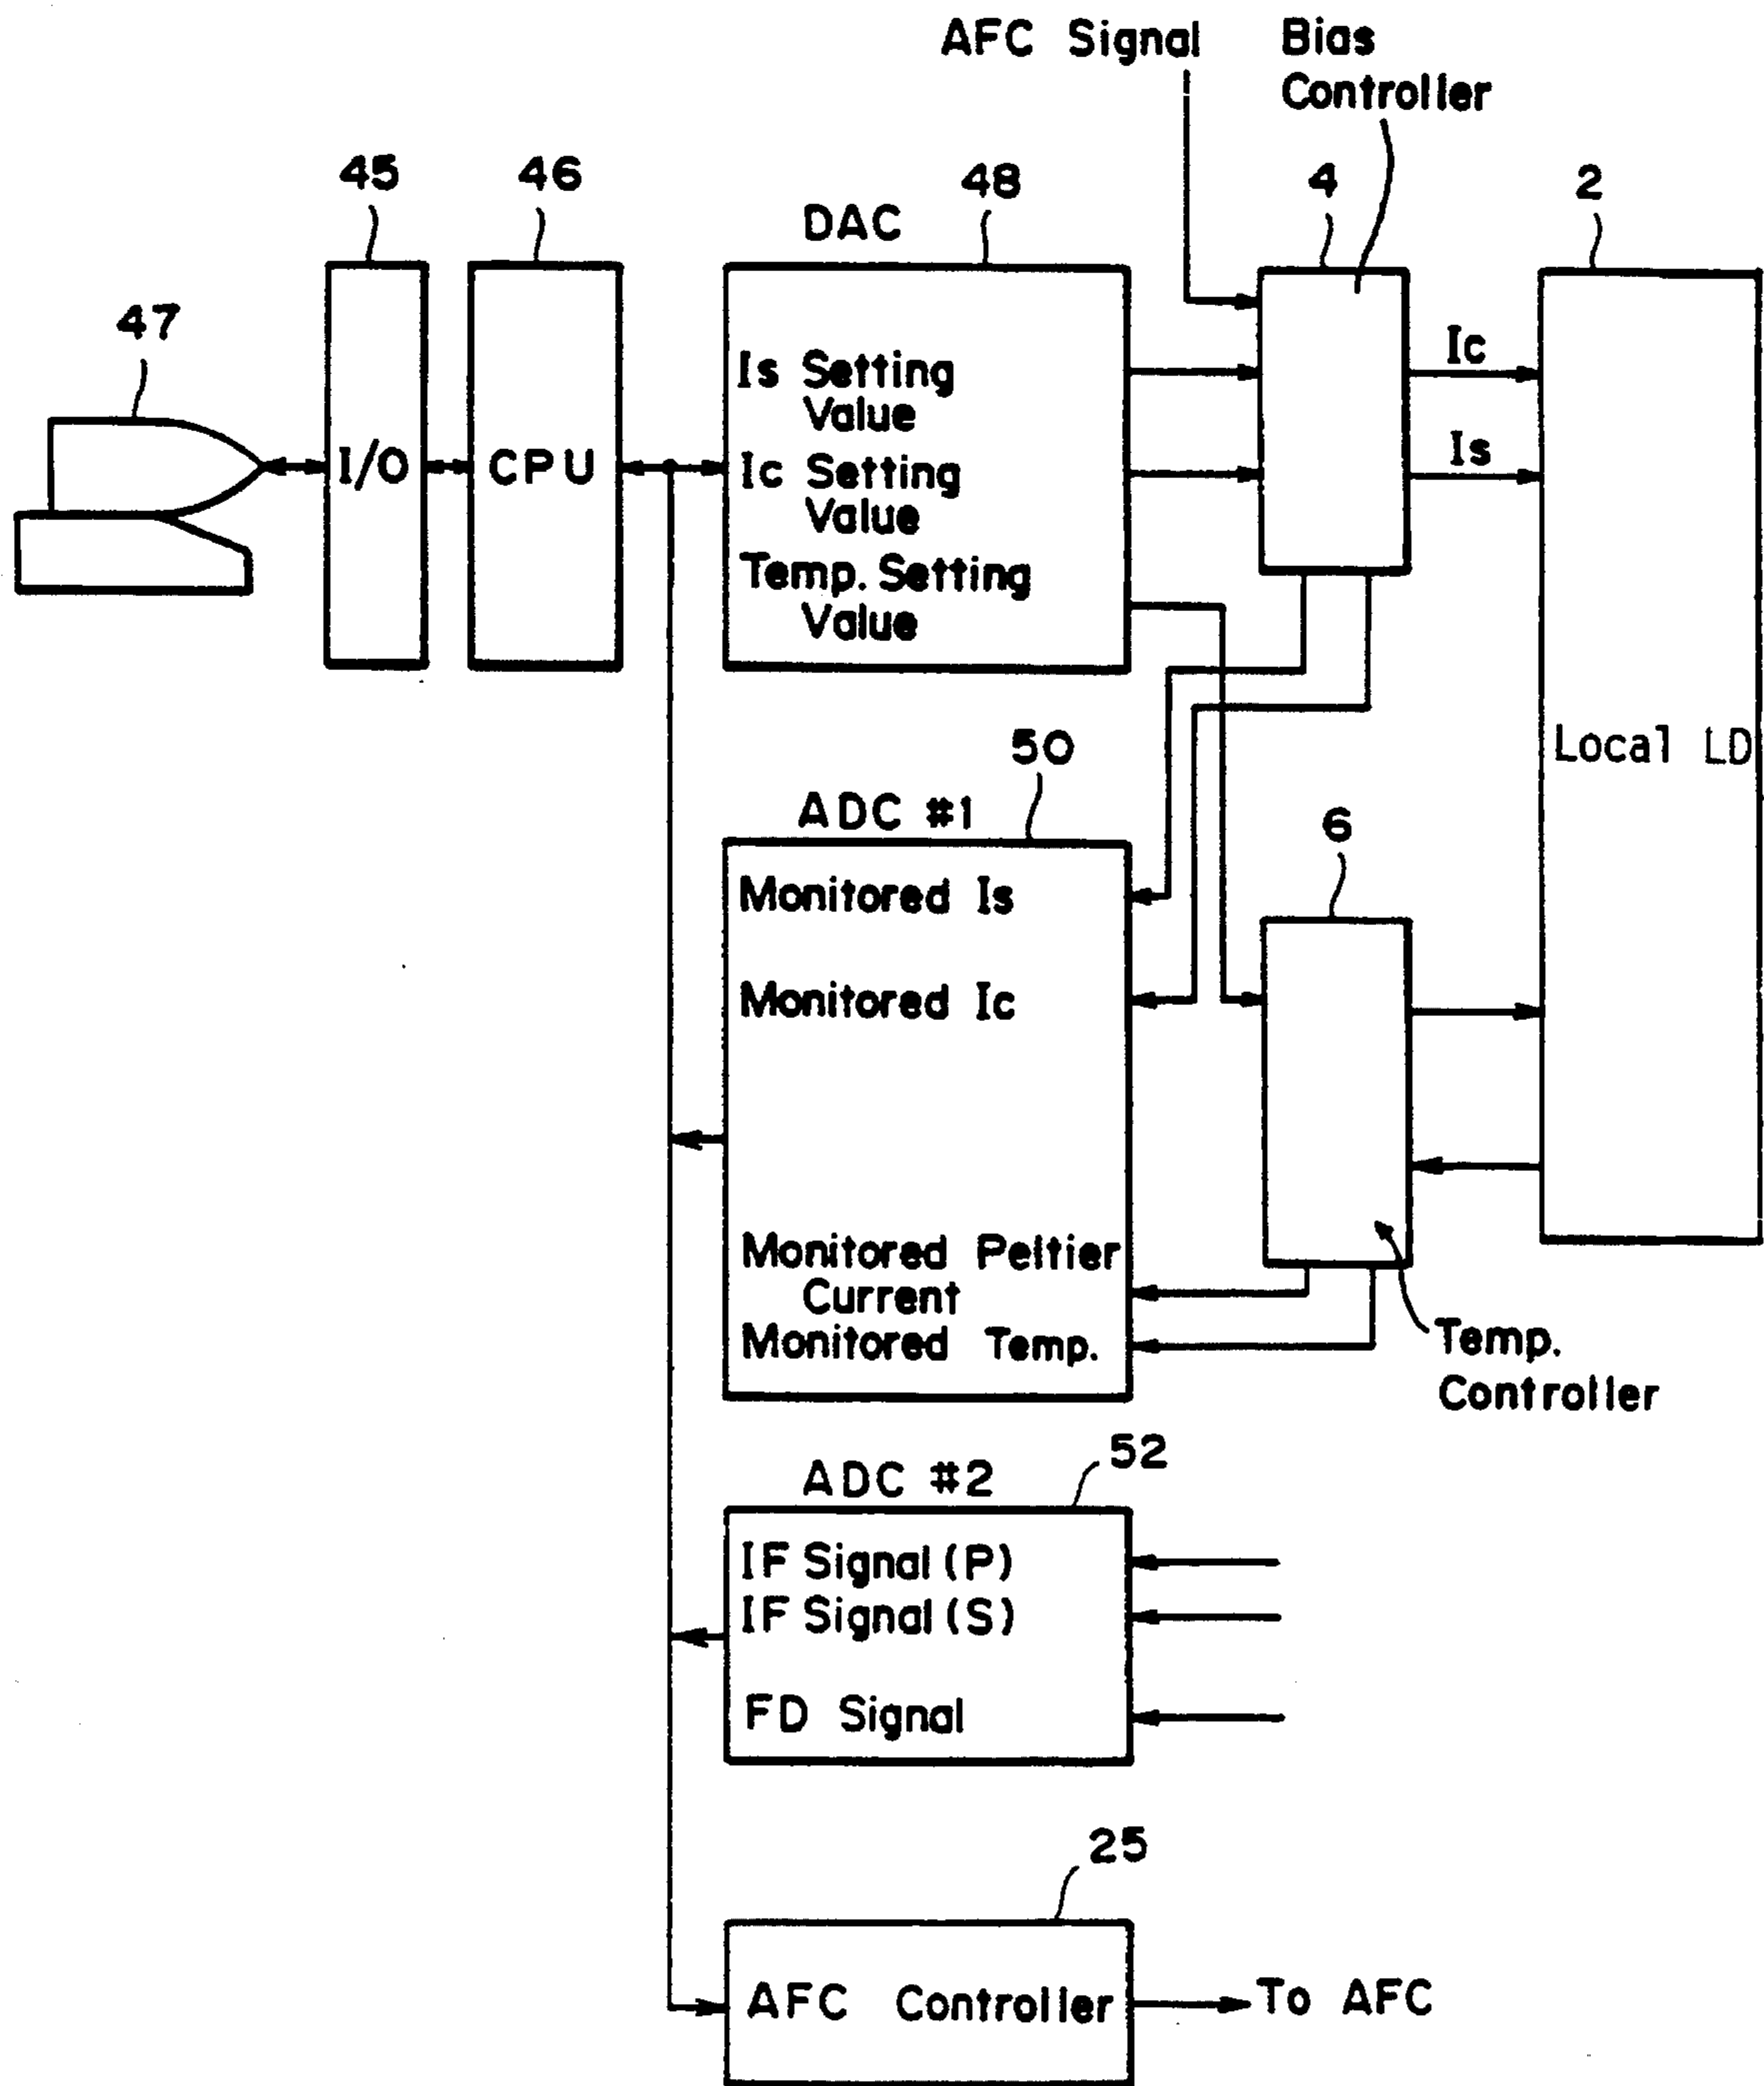 AFC Signal
Bias
Controller
45
46
48
4
2
DAC
47
Is Setting
Value
Ic
I/O
CPU
Ic Setting
Value
Is
Temp. Setting
Value
Local LD
50
ADC #1
6
Monitored Is
Monitored Ic
Monitored Peltier
Current
Monitored Temp.
Temp.
Controller
52
ADC #2
IF Signal (P)
IF Signal (S)
FD Signal
25
AFC Controller
To AFC